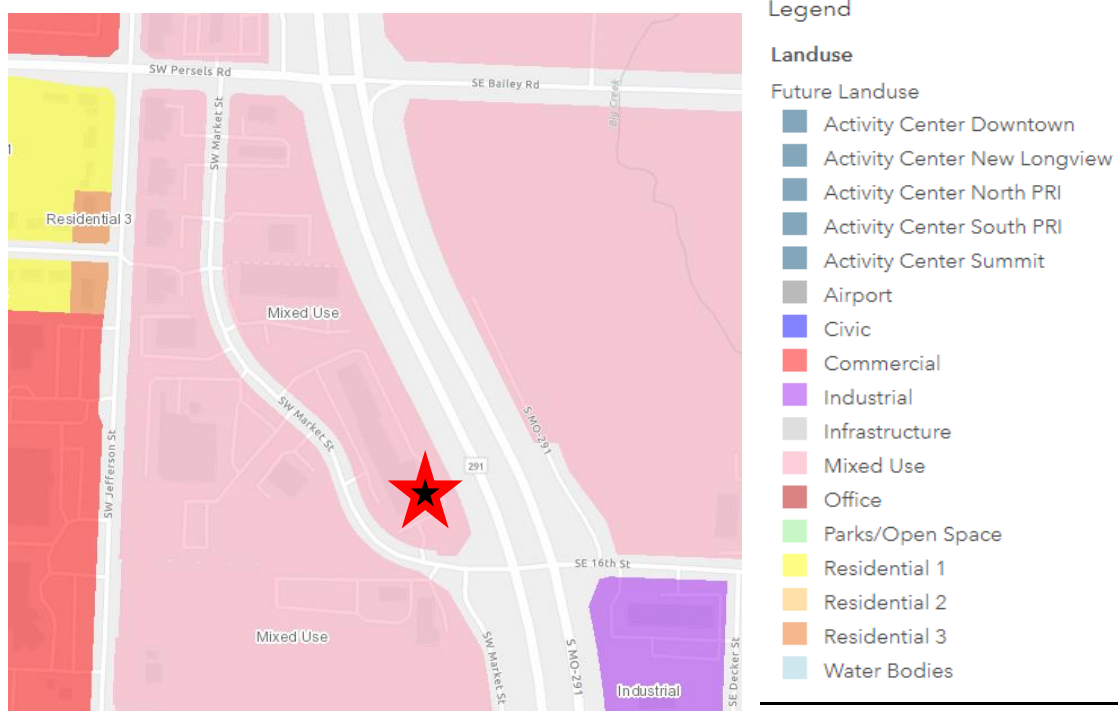 SW Persels Rd
SE Bailey Rd
Big Creek
SW Market St
1
Residential 3
Mixed Use
SW Market St
S MO-291
SW Jefferson St
291
SE 16th St
Mixed Use
SW Market St
S MO-291
Industrial
SE Decker St
Legend
Landuse
Future Landuse
Activity Center Downtown
Activity Center New Longview
Activity Center North PRI
Activity Center South PRI
Activity Center Summit
Airport
Civic
Commercial
Industrial
Infrastructure
Mixed Use
Office
Parks/Open Space
Residential 1
Residential 2
Residential 3
Water Bodies